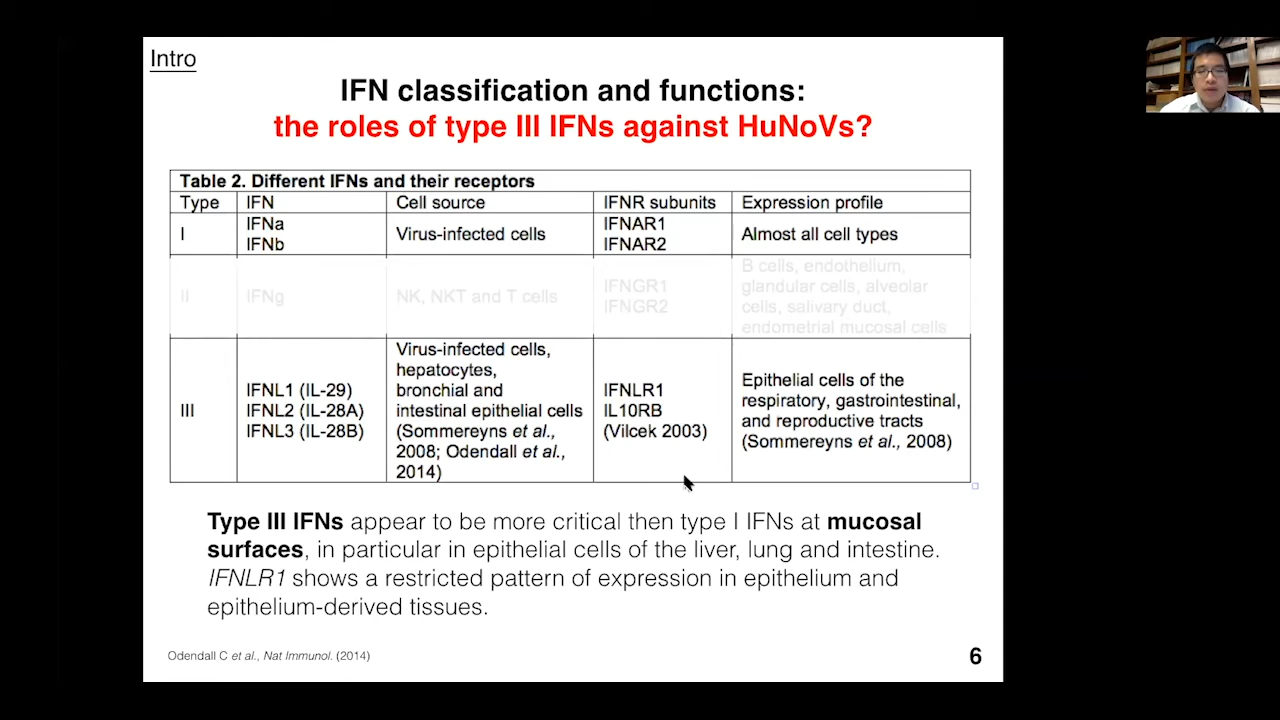 Intro
IFN classification and functions:
the roles of type III IFNs against HuNoVs?
Table 2. Different IFNs and their receptors
Type IFN Cell source IFNR subunits Expression profile
I
IFNa
IFNb
Virus-infected cells
IFNAR1
IFNAR2
Almost all cell types
II
IFNg
NK, NKT and T cells
IFNGR1
IFNGR2
B cells, endothelium,
glandular cells, alveolar
cells, salivary duct,
endometrial mucosal cells
III
IFNL1 (IL-29)
IFNL2 (IL-28A)
IFNL3 (IL-28B)
Virus-infected cells,
hepatocytes,
bronchial and
intestinal epithelial cells
(Sommereyns et al.,
2008; Odendall et al.,
2014)
IFNLR1
IL10RB
(Vilcek 2003)
Epithelial cells of the
respiratory, gastrointestinal,
and reproductive tracts
(Sommereyns et al., 2008)
Type III IFNs appear to be more critical then type I IFNs at mucosal
surfaces, in particular in epithelial cells of the liver, lung and intestine.
IFNLR1 shows a restricted pattern of expression in epithelium and
epithelium-derived tissues.
Odendall C et al., Nat Immunol. (2014)
6